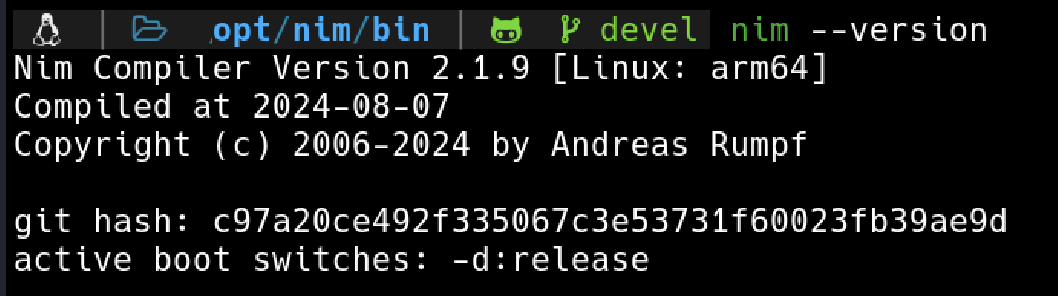 /opt/nim/bin devel nim --version
Nim Compiler Version 2.1.9 [Linux: arm64]
Compiled at 2024-08-07
Copyright (c) 2006-2024 by Andreas Rumpf
git hash: c97a20ce492f335067c3e53731f60023fb39ae9d
active boot switches: -d:release